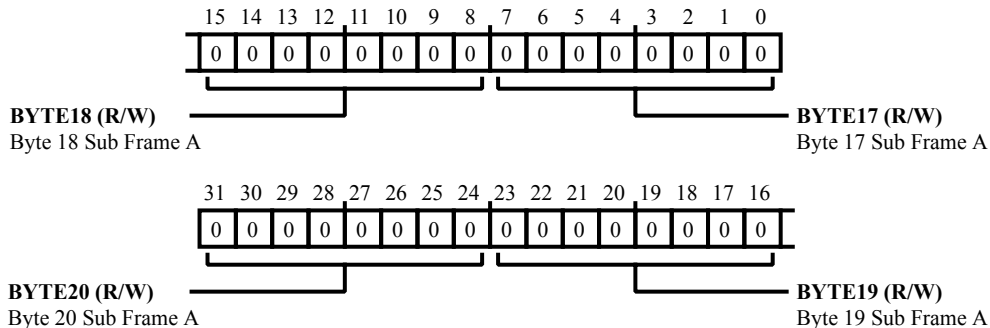 15 14 13 12 11 10 9 8 7 6 5 4 3 2 1 0
0 0 0 0 0 0 0 0 0 0 0 0 0 0 0 0
BYTE18 (R/W) BYTE17 (R/W)
Byte 18 Sub Frame A Byte 17 Sub Frame A
31 30 29 28 27 26 25 24 23 22 21 20 19 18 17 16
0 0 0 0 0 0 0 0 0 0 0 0 0 0 0 0
BYTE20 (R/W) BYTE19 (R/W)
Byte 20 Sub Frame A Byte 19 Sub Frame A